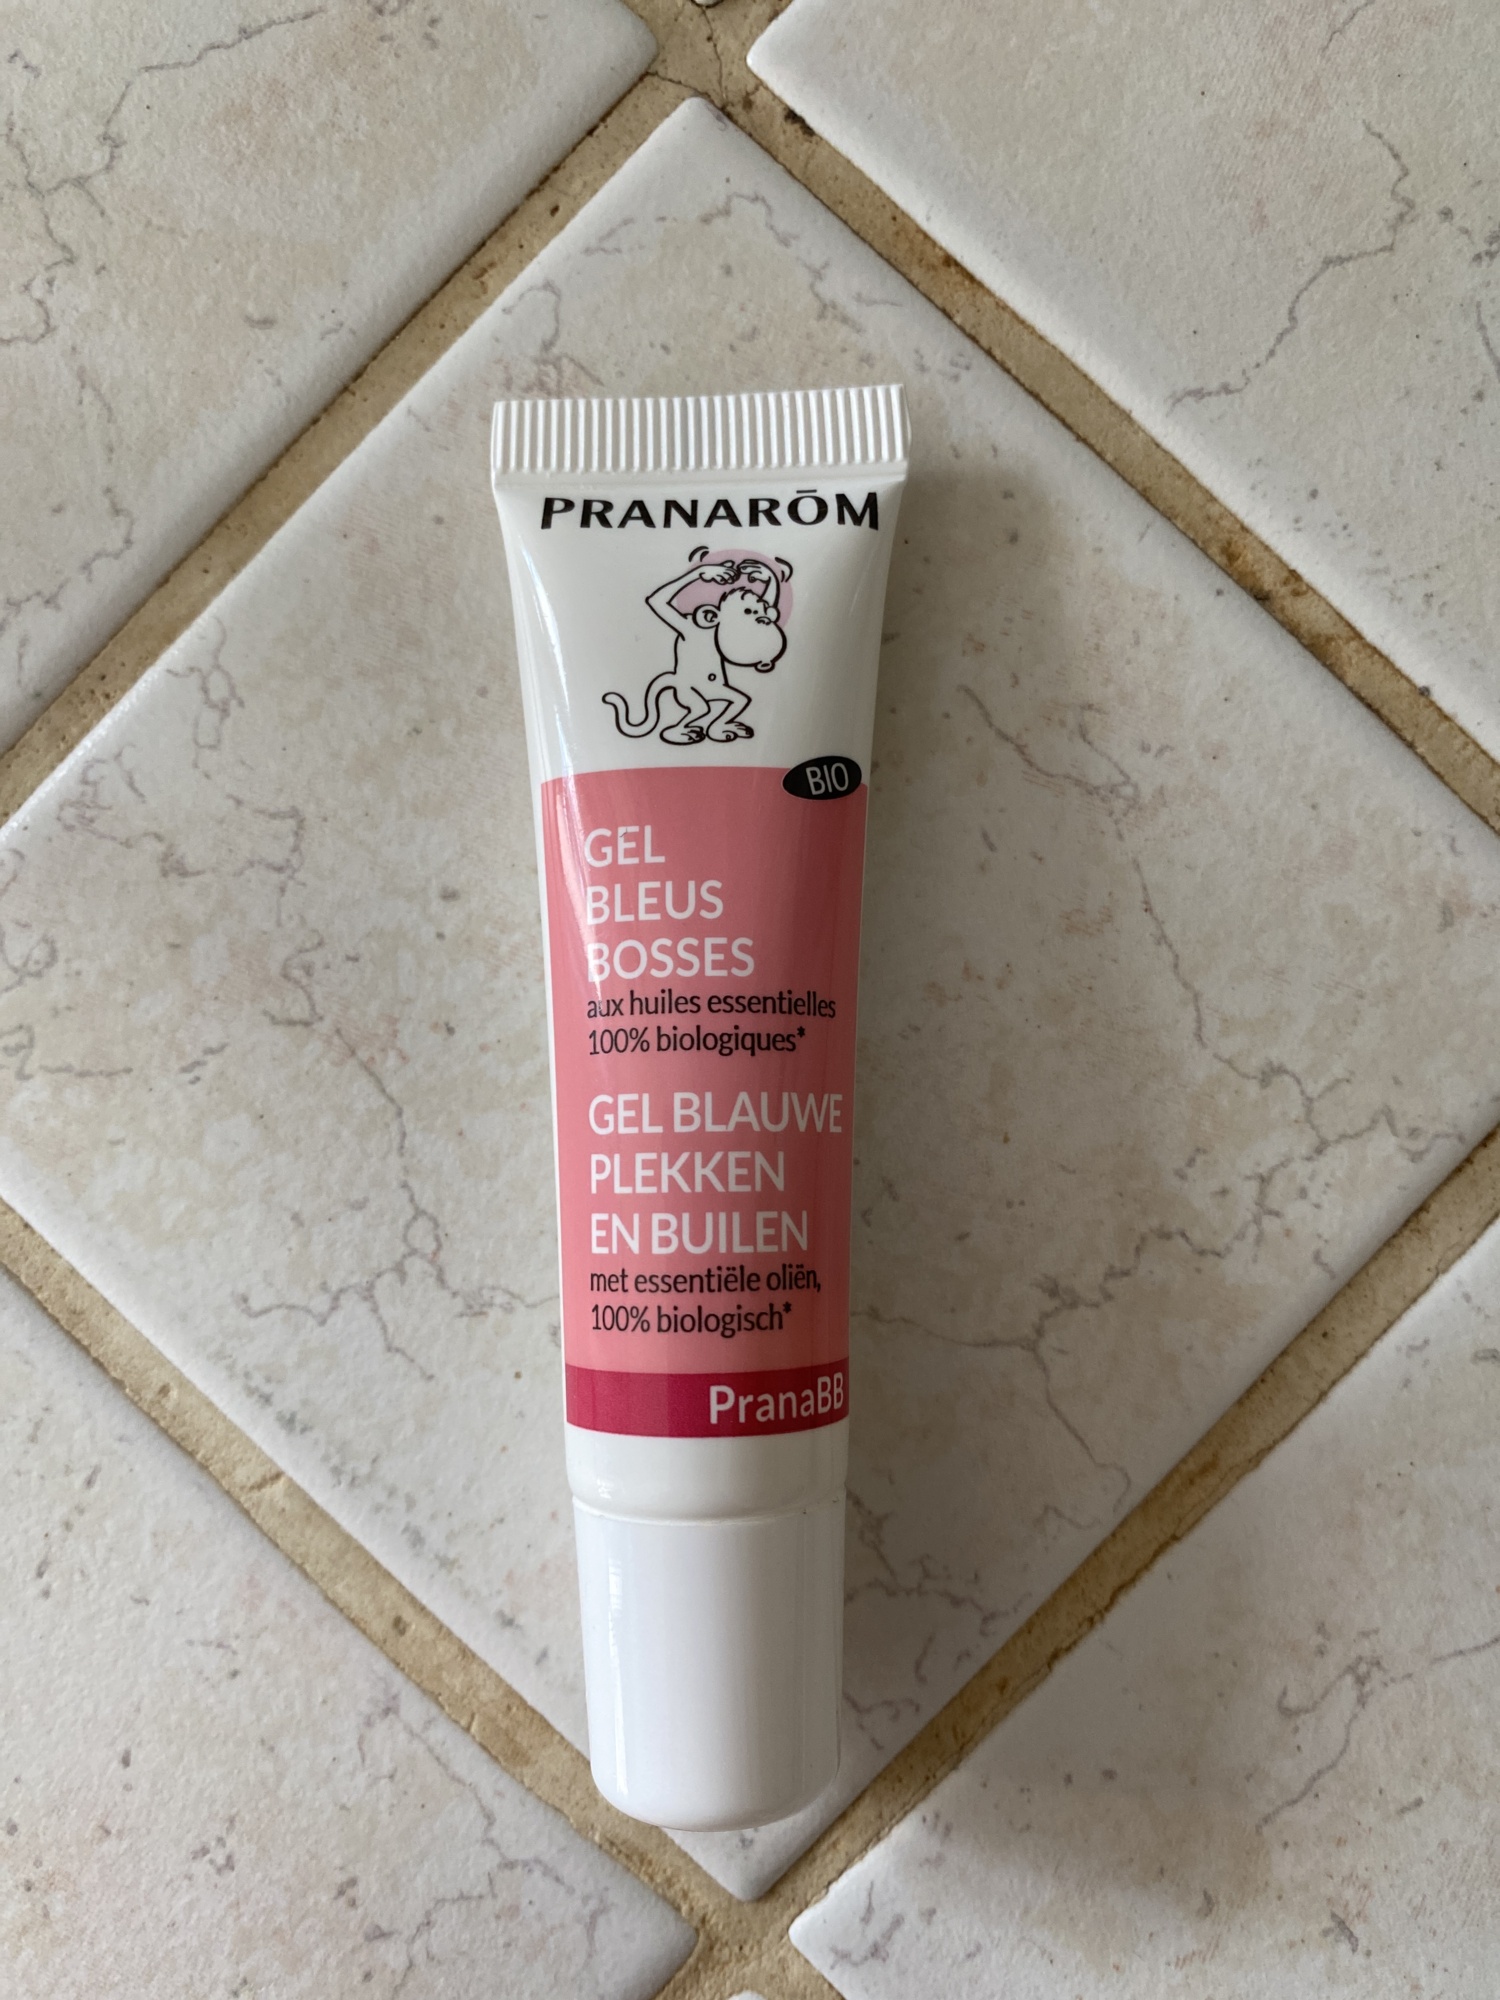 PRANARŌM
BIO
GEL
BLEUS
BOSSES
aux huiles essentielles
100% biologiques*
GEL BLAUWE
PLEKKEN
EN BUILEN
met essentiële oliën,
100% biologisch*
PranaBB